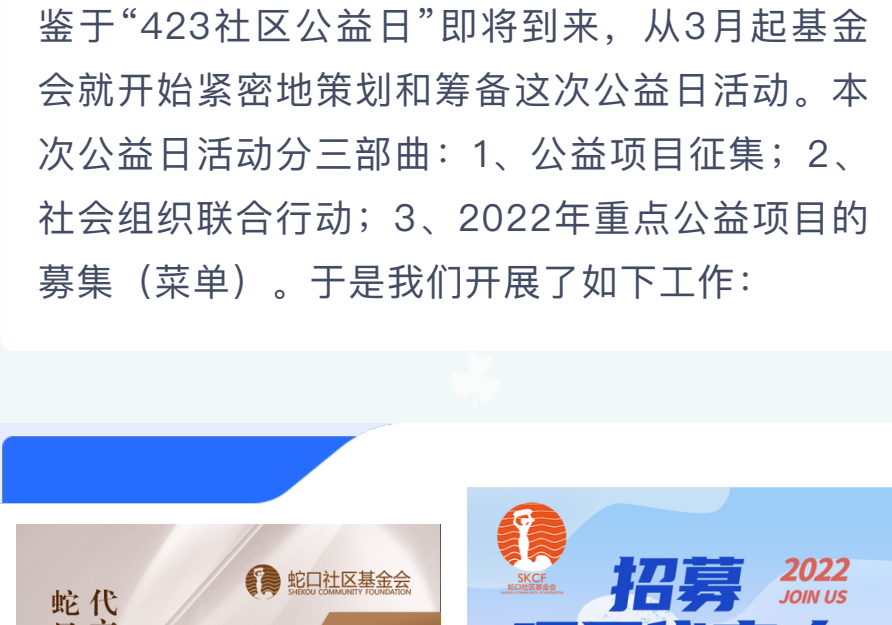 鉴于“423社区公益日”即将到来，从3月起基金
会就开始紧密地策划和筹备这次公益日活动。本
次公益日活动分三部曲：1、公益项目征集；2、
社会组织联合行动；3、2022年重点公益项目的
募集（菜单）。于是我们开展了如下工作：
蛇口社区基金会
SHEKOU COMMUNITY FOUNDATION
代
蛇
SKCF
蛇口社区基金会
SHEKOU COMMUNITY FOUNDATION
招募
2022
JOIN US